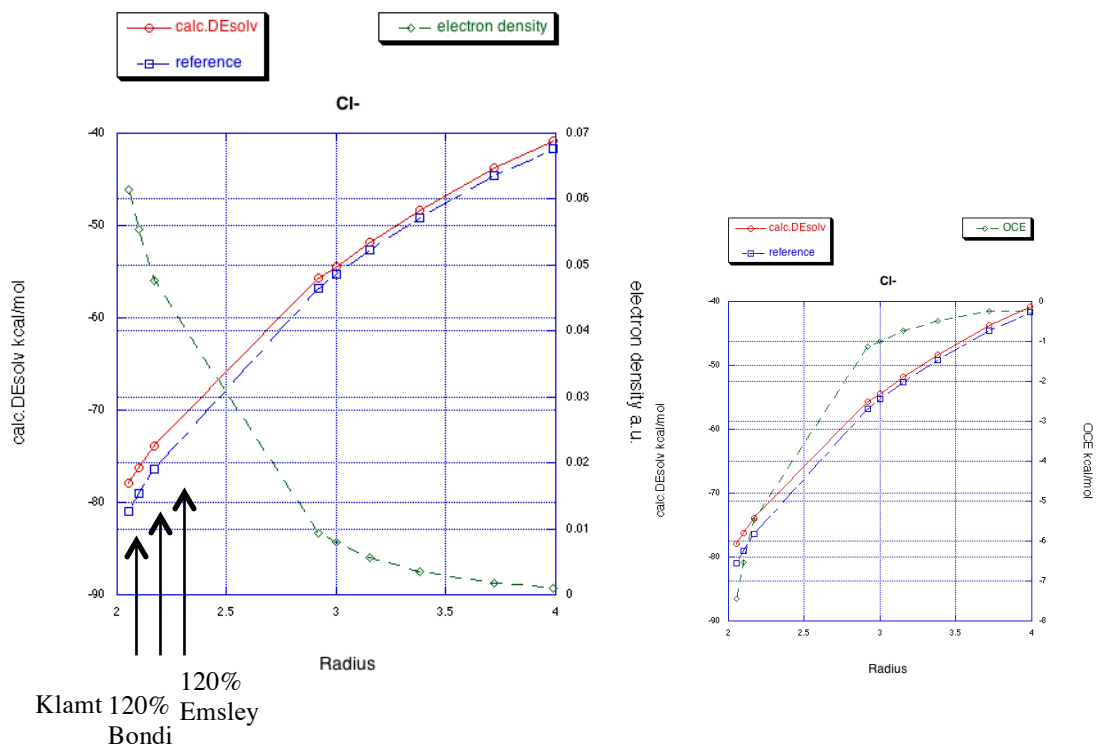 calc.DEsolv
reference
electron density
Cl-
-40
-50
-60
-70
-80
-90
calc.DEsolv kcal/mol
0.07
0.06
0.05
0.04
0.03
0.02
0.01
0
electron density a.u.
2
2.5
3
3.5
4
Radius
Klamt
120%
Bondi
120%
Emsley
calc.DEsolv
reference
OCE
Cl-
-40
-50
-60
-70
-80
-90
calc.DEsolv kcal/mol
0
-1
-2
-3
-4
-5
-6
-7
-8
OCE kcal/mol
2
2.5
3
3.5
4
Radius